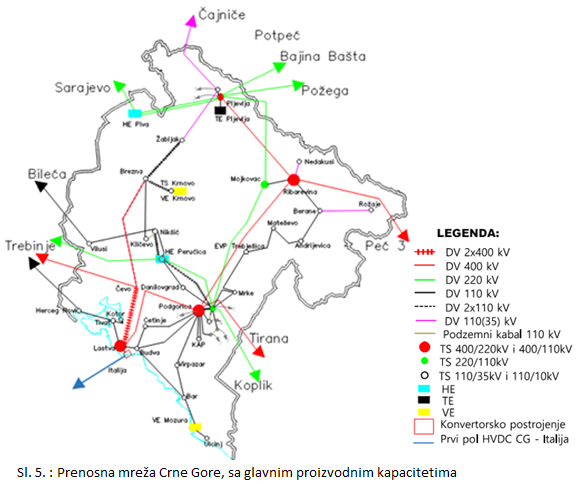 Čajniče
Potpeć
Bajina Bašta
Sarajevo
Požega
Pljevlja
HE Piva
TE Pljevlja
Žabljak
Nedakusi
Brezna
Mojkovac
Ribarevina
TS Krnovo
Bileća
VE Krnovo
Berane
Rožaje
Nikšić
Mateševo
Trebinje
Vilusi
Kličevo
EVP Trebješica
Andrijevica
Peć 3
HE Perućica
Čevo
Danilovgrad
Mrke
Podgorica
Herceg Novi
Kotor
Tivat
Cetinje
KAP
Tirana
Lastva
Budva
Italija
Virpazar
Koplik
Bar
VE Mozura
Ulcinj
LEGENDA:
DV 2x400 kV
DV 400 kV
DV 220 kV
DV 110 kV
DV 2x110 kV
DV 110(35) kV
Podzemni kabal 110 kV
TS 400/220kV i 400/110kV
TS 220/110kV
TS 110/35kV i 110/10kV
HE
TE
VE
Konvertorsko postrojenje
Prvi pol HVDC CG - Italija
Sl. 5. : Prenosna mreža Crne Gore, sa glavnim proizvodnim kapacitetima